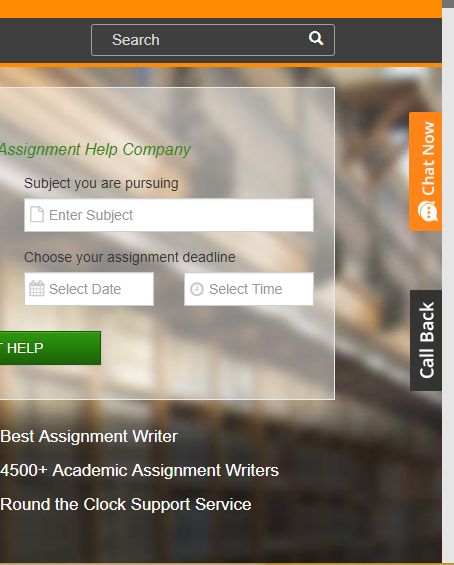 Search
Assignment Help Company
Subject you are pursuing
Enter Subject
Choose your assignment deadline
Select Date
Select Time
T HELP
Best Assignment Writer
4500+ Academic Assignment Writers
Round the Clock Support Service
Chat Now
Call Back